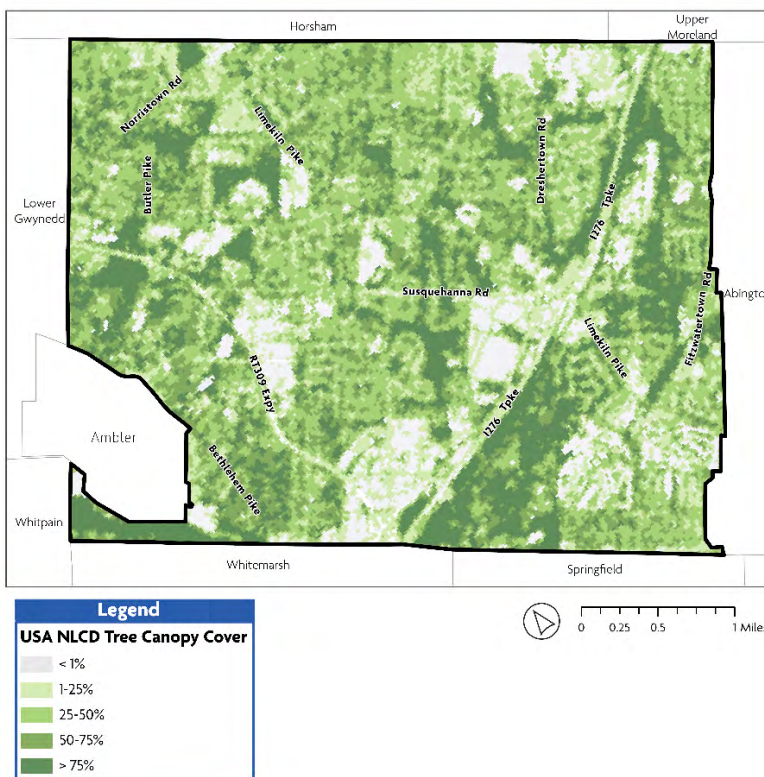 Horsham
Upper
Moreland
Norristown Rd
Limekiln Pike
Dreshertown Rd
Butler Pike
Lower
Gwynedd
I276 Tpke
Susquehanna Rd
Fitzwatertown Rd
Abingto
Limekiln Pike
RT309 Expy
I276 Tpke
Ambler
Bethlehem Pike
Whitpain
Whitemarsh
Springfield
Legend
USA NLCD Tree Canopy Cover
< 1%
1-25%
25-50%
50-75%
> 75%
0 0.25 0.5 1 Miles